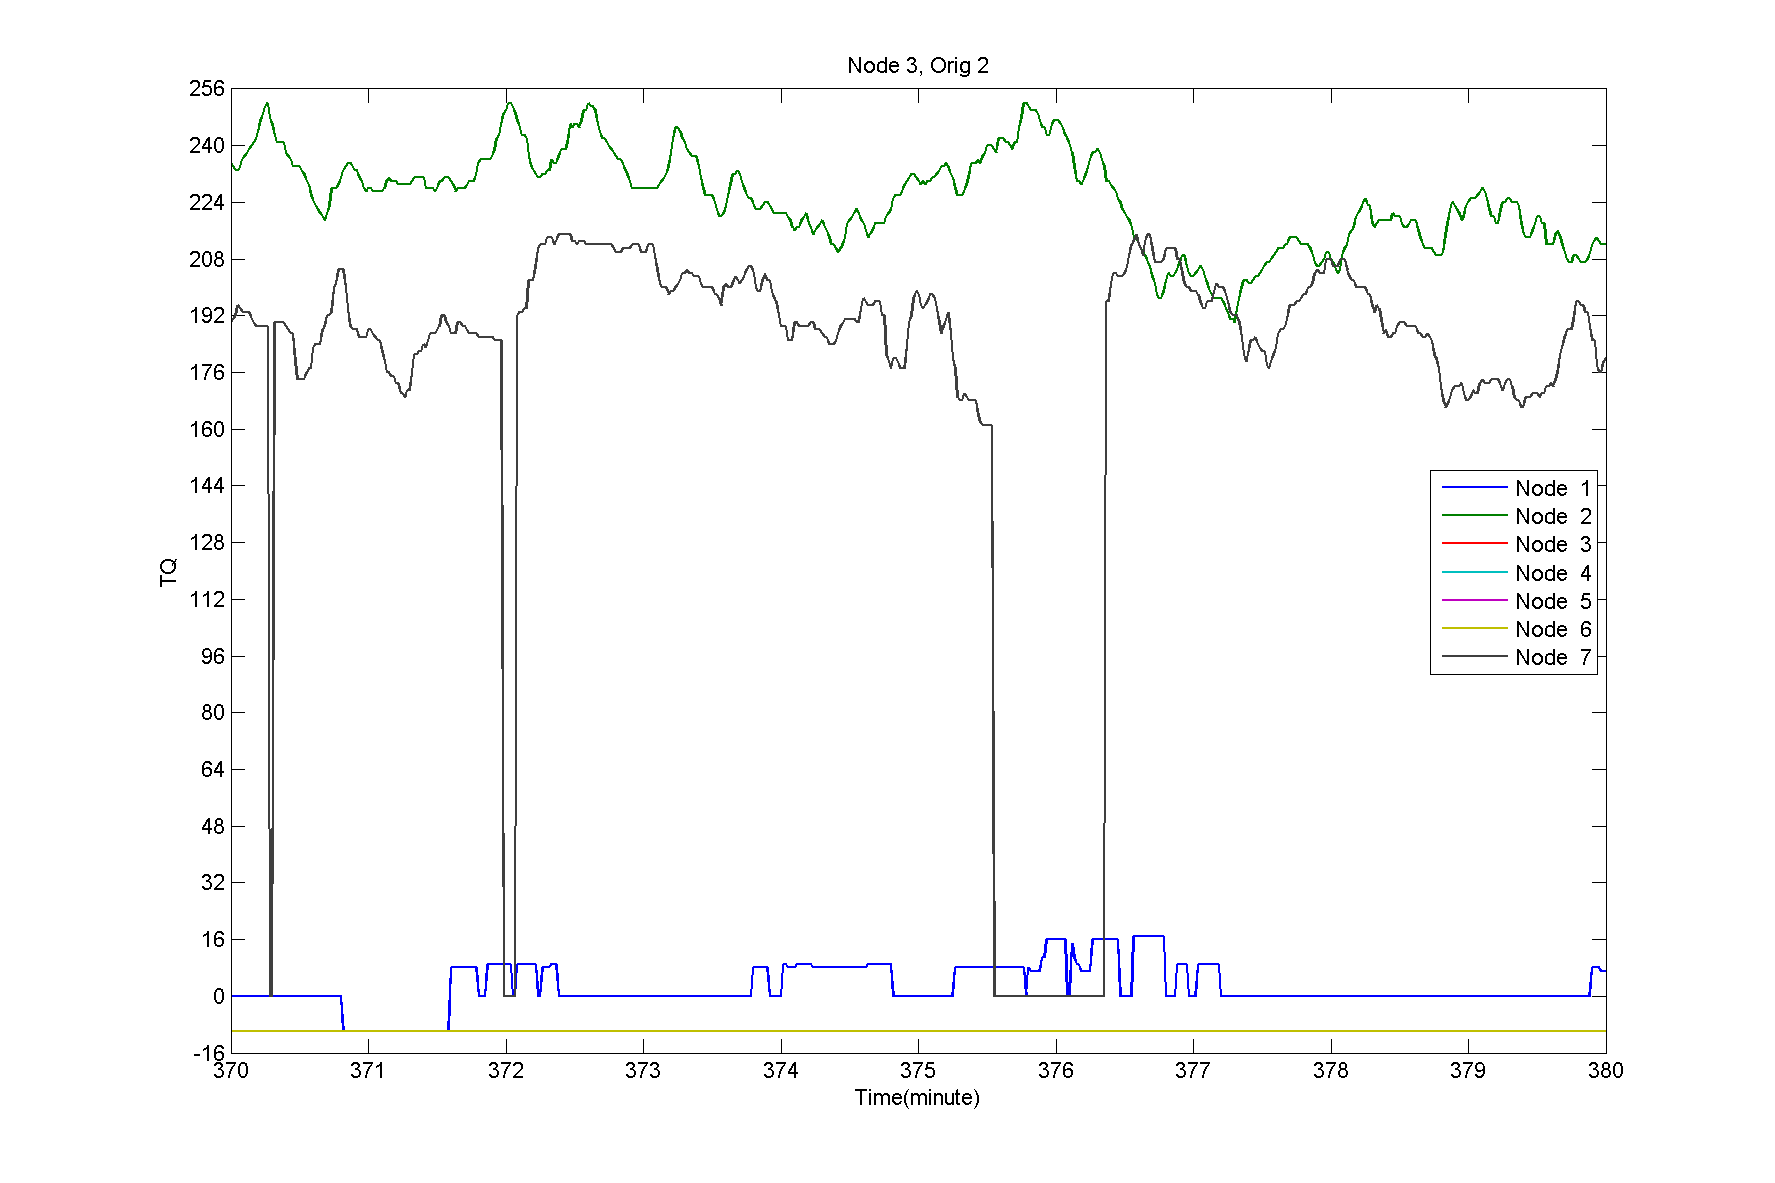 Node 3, Orig 2
256
240
224
208
192
176
160
144
128
112
96
80
64
48
32
16
0
-16
TQ
Node 1
Node 2
Node 3
Node 4
Node 5
Node 6
Node 7
370 371 372 373 374 375 376 377 378 379 380
Time(minute)